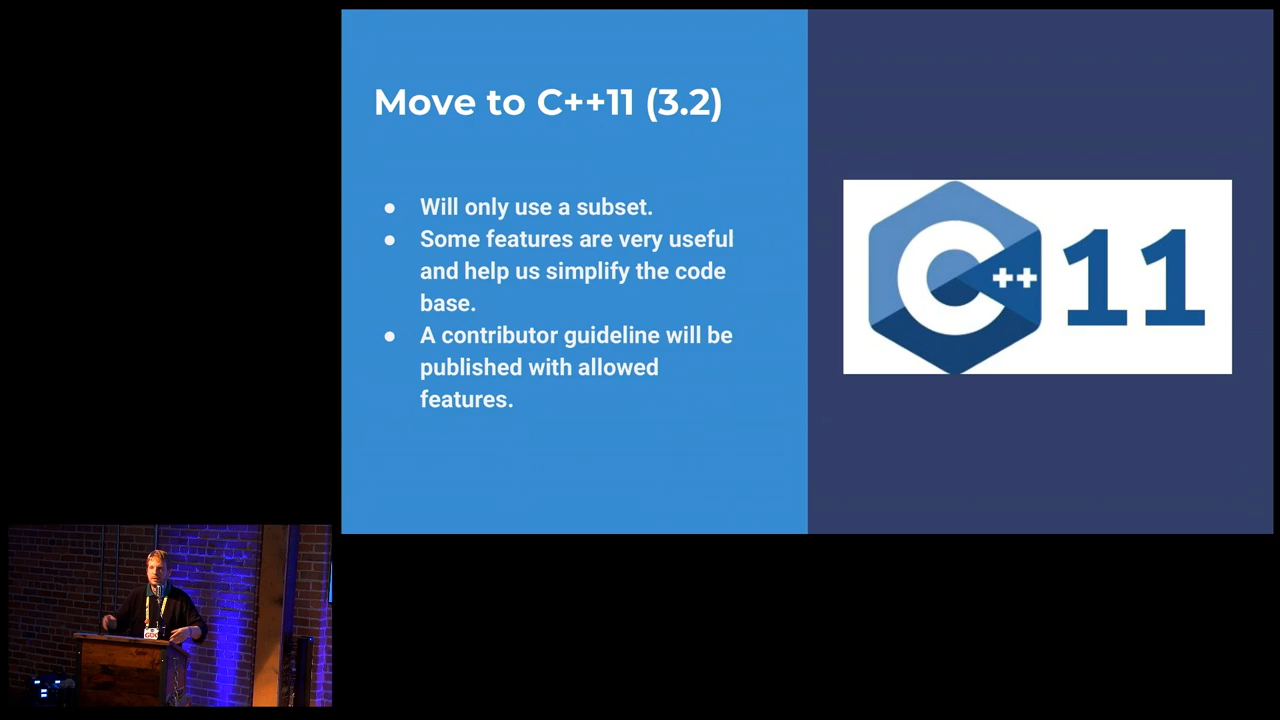 Move to C++11 (3.2)
● Will only use a subset.
● Some features are very useful
and help us simplify the code
base.
● A contributor guideline will be
published with allowed
features.
C++ 11
GDC